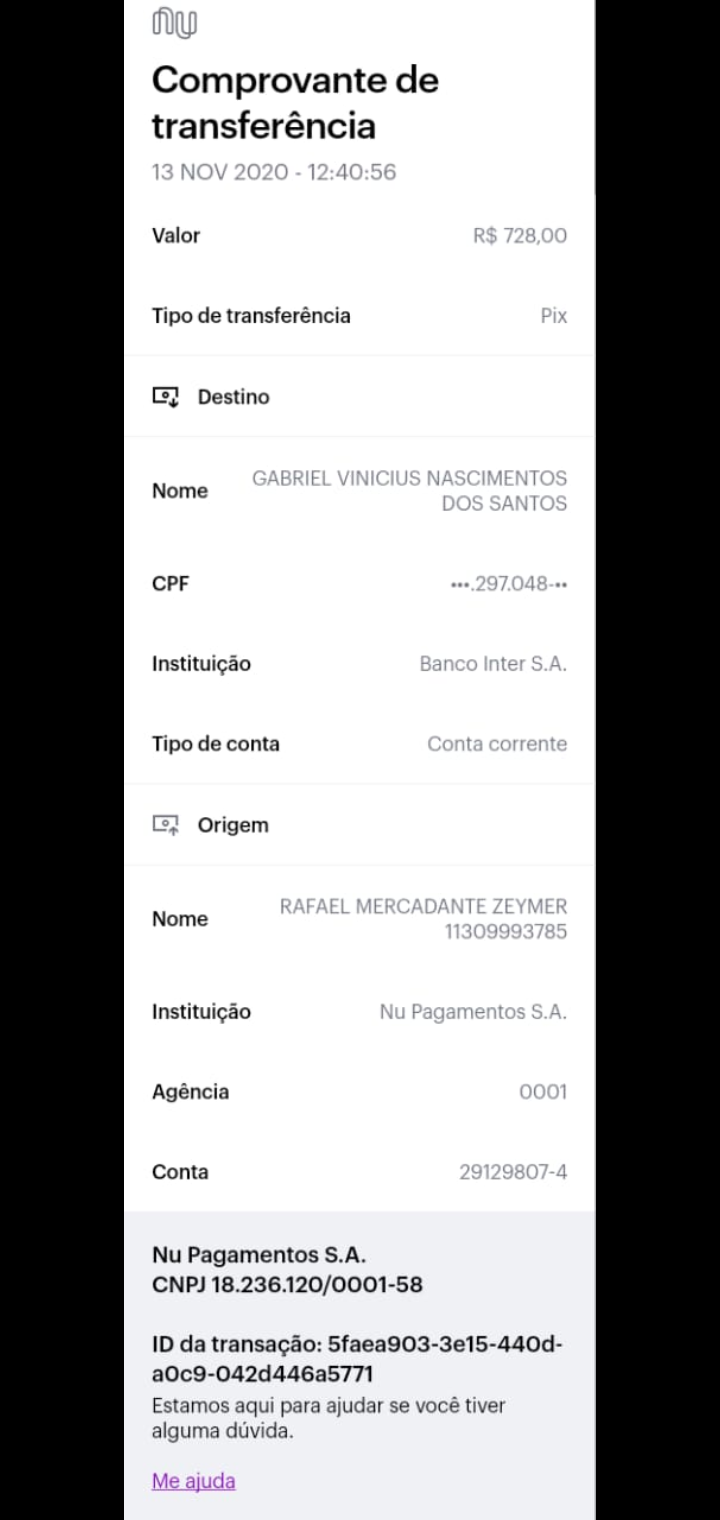 nu
Comprovante de
transferência
13 NOV 2020 - 12:40:56
Valor R$ 728,00
Tipo de transferência Pix
Destino
Nome GABRIEL VINICIUS NASCIMENTOS
DOS SANTOS
CPF •••.297.048-••
Instituição Banco Inter S.A.
Tipo de conta Conta corrente
Origem
Nome RAFAEL MERCADANTE ZEYMER
11309993785
Instituição Nu Pagamentos S.A.
Agência 0001
Conta 29129807-4
Nu Pagamentos S.A.
CNPJ 18.236.120/0001-58
ID da transação: 5faea903-3e15-440d-
a0c9-042d446a5771
Estamos aqui para ajudar se você tiver
alguma dúvida.
Me ajuda